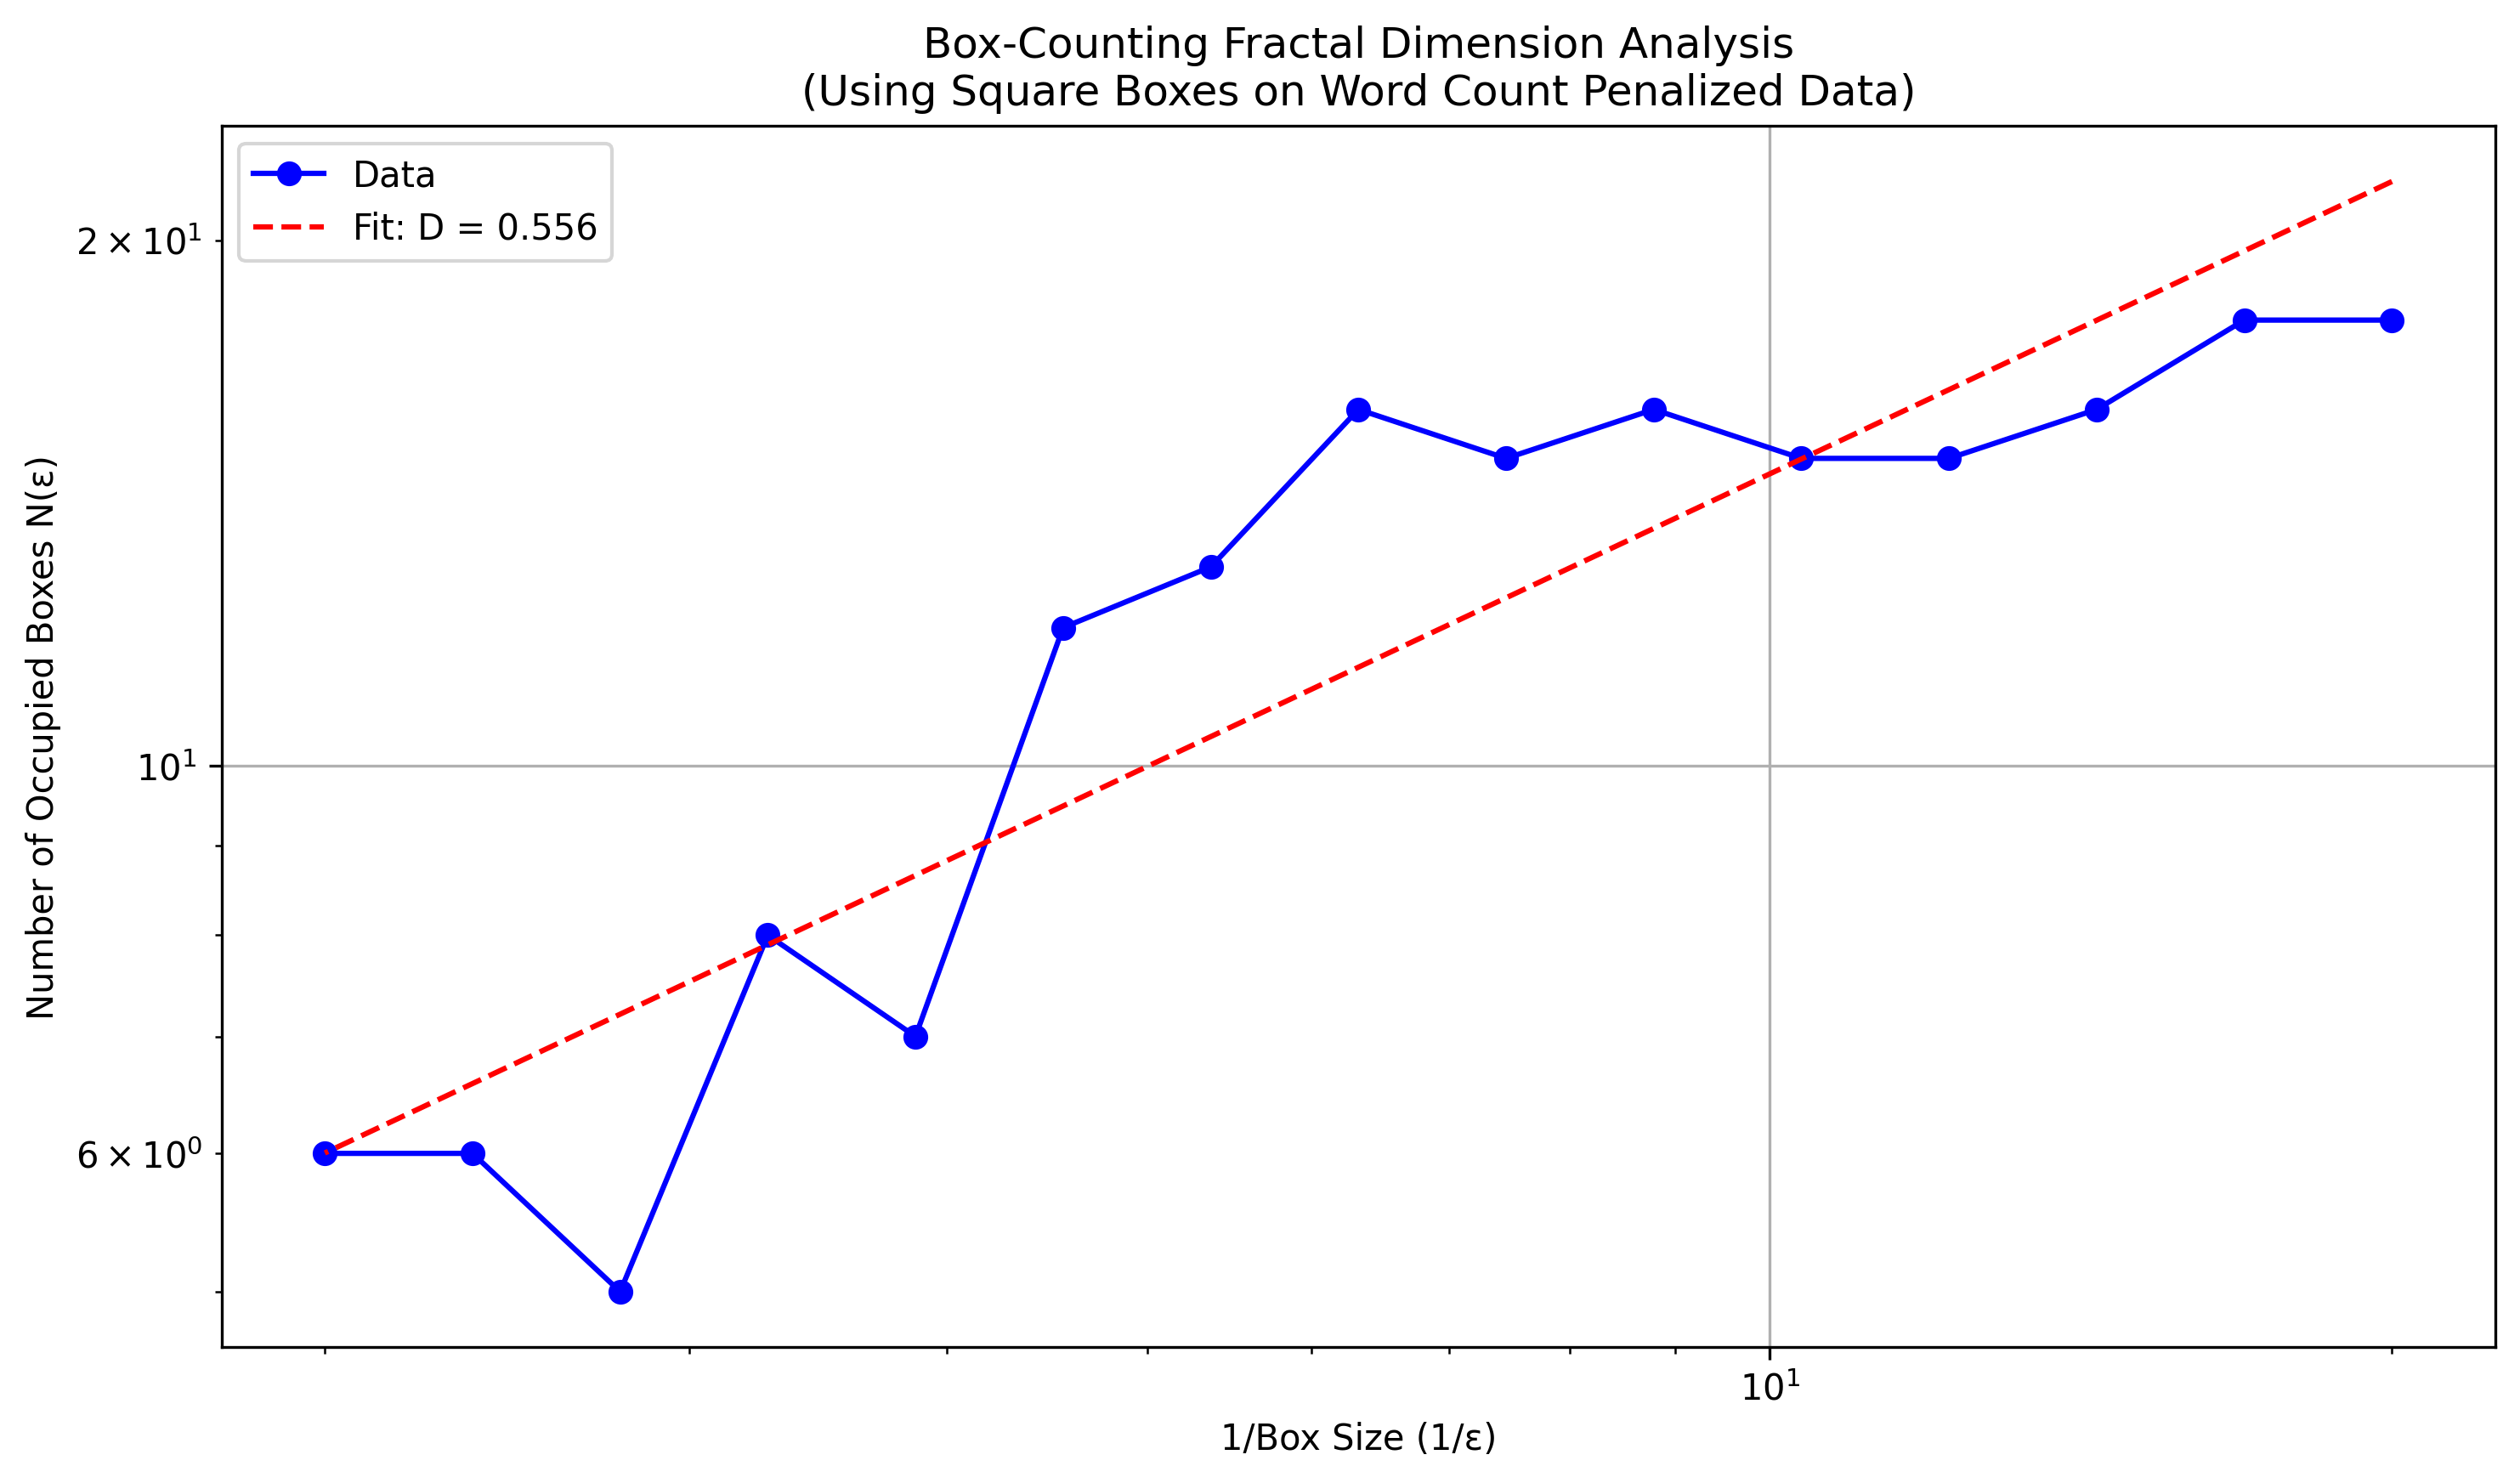 Box-Counting Fractal Dimension Analysis
(Using Square Boxes on Word Count Penalized Data)
Data
Fit: D = 0.556
2 × 10¹
10¹
6 × 10⁰
Number of Occupied Boxes N(ε)
10¹
1/Box Size (1/ε)